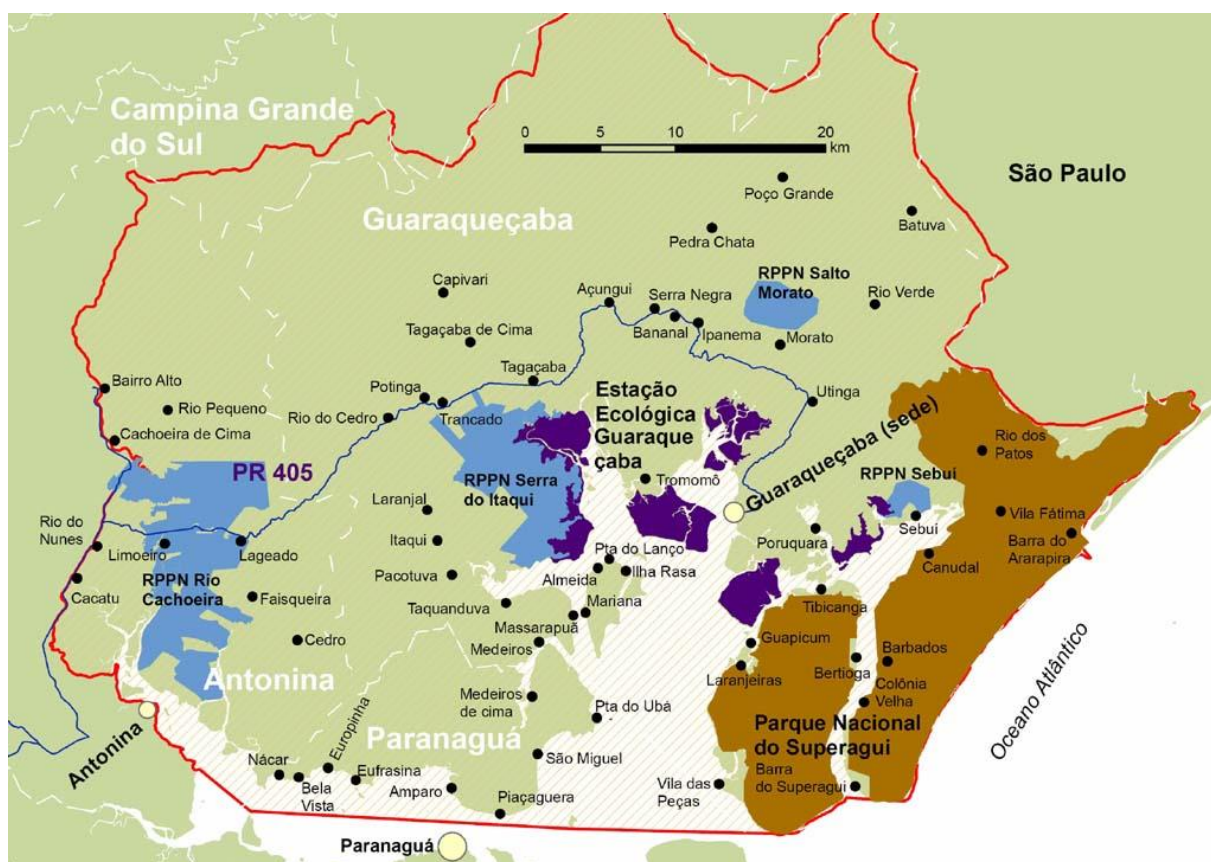 Campina Grande
do Sul
0
5
10
20
km
São Paulo
Poço Grande
Guaraqueçaba
Batuva
Pedra Chata
RPPN Salto
Morato
Capivari
Açungui
Serra Negra
Rio Verde
Bananal
Ipanema
Tagaçaba de Cima
Morato
Tagaçaba
Bairro Alto
Potinga
Estação
Ecológica
Guaraque
çaba
Utinga
Rio Pequeno
Rio do Cedro
Trancado
Guaraqueçaba (sede)
Cachoeira de Cima
Rio dos
Patos
PR 405
RPPN Serra
do Itaqui
Tromomô
RPPN Sebui
Laranjal
Vila Fátima
Rio do
Nunes
Limoeiro
Lageado
Itaqui
Pta do Lanço
Poruquara
Sebui
Barra do
Ararapira
RPPN Rio
Cachoeira
Pacotuva
Almeida
Ilha Rasa
Canudal
Cacatu
Faisqueira
Taquanduva
Mariana
Tibicanga
Massarapuã
Cedro
Medeiros
Guapicum
Barbados
Laranjeiras
Bertioga
Antonina
Colônia
Velha
Medeiros
de cima
Pta do Ubá
Oceano Atlântico
Antonina
Europinha
Paranaguá
Parque Nacional
do Superagui
São Miguel
Nácar
Eufrasina
Barra
do Superagui
Bela
Vista
Amparo
Vila das
Peças
Piaçaguera
Paranaguá